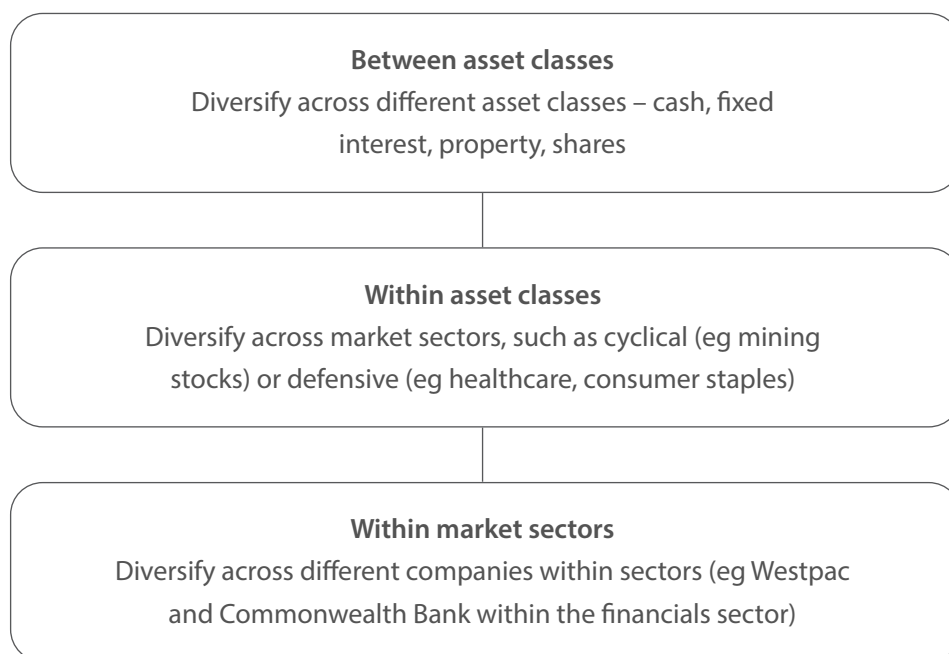 Between asset classes
Diversify across different asset classes – cash, fixed
interest, property, shares
Within asset classes
Diversify across market sectors, such as cyclical (eg mining
stocks) or defensive (eg healthcare, consumer staples)
Within market sectors
Diversify across different companies within sectors (eg Westpac
and Commonwealth Bank within the financials sector)